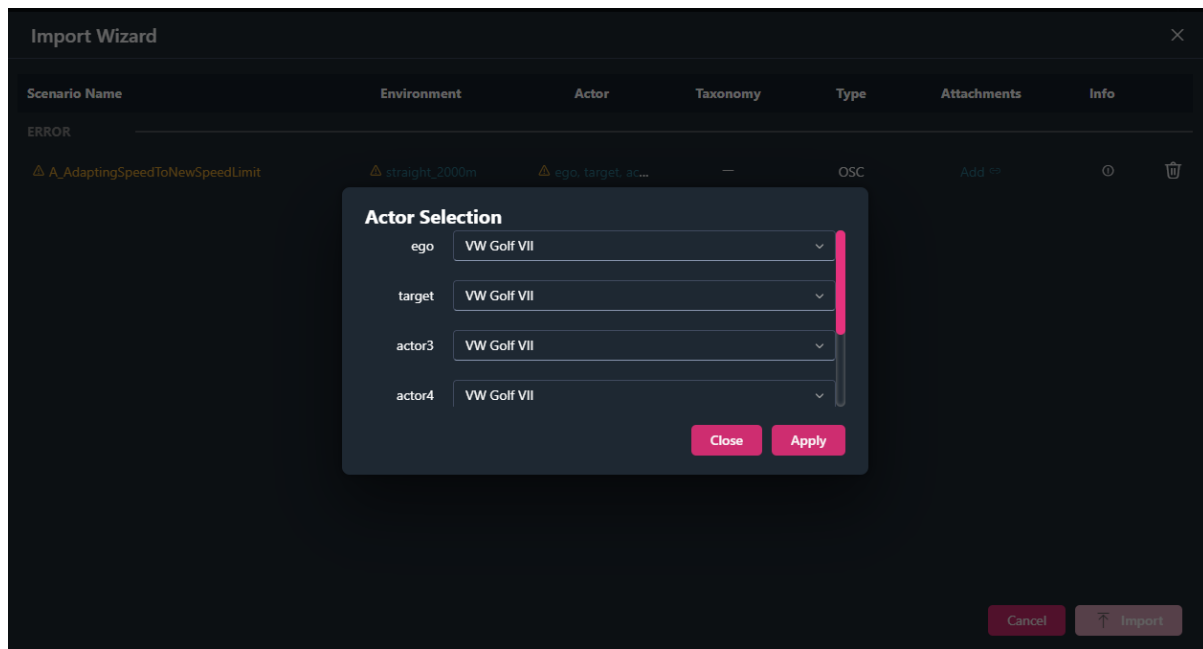 Import Wizard
Scenario Name Environment Actor Taxonomy Type Attachments Info
ERROR
A_AdaptingSpeedToNewSpeedLimit straight_2000m ego, target, ac... — OSC Add
Actor Selection
ego VW Golf VII
target VW Golf VII
actor3 VW Golf VII
actor4 VW Golf VII
Close Apply
Cancel Import